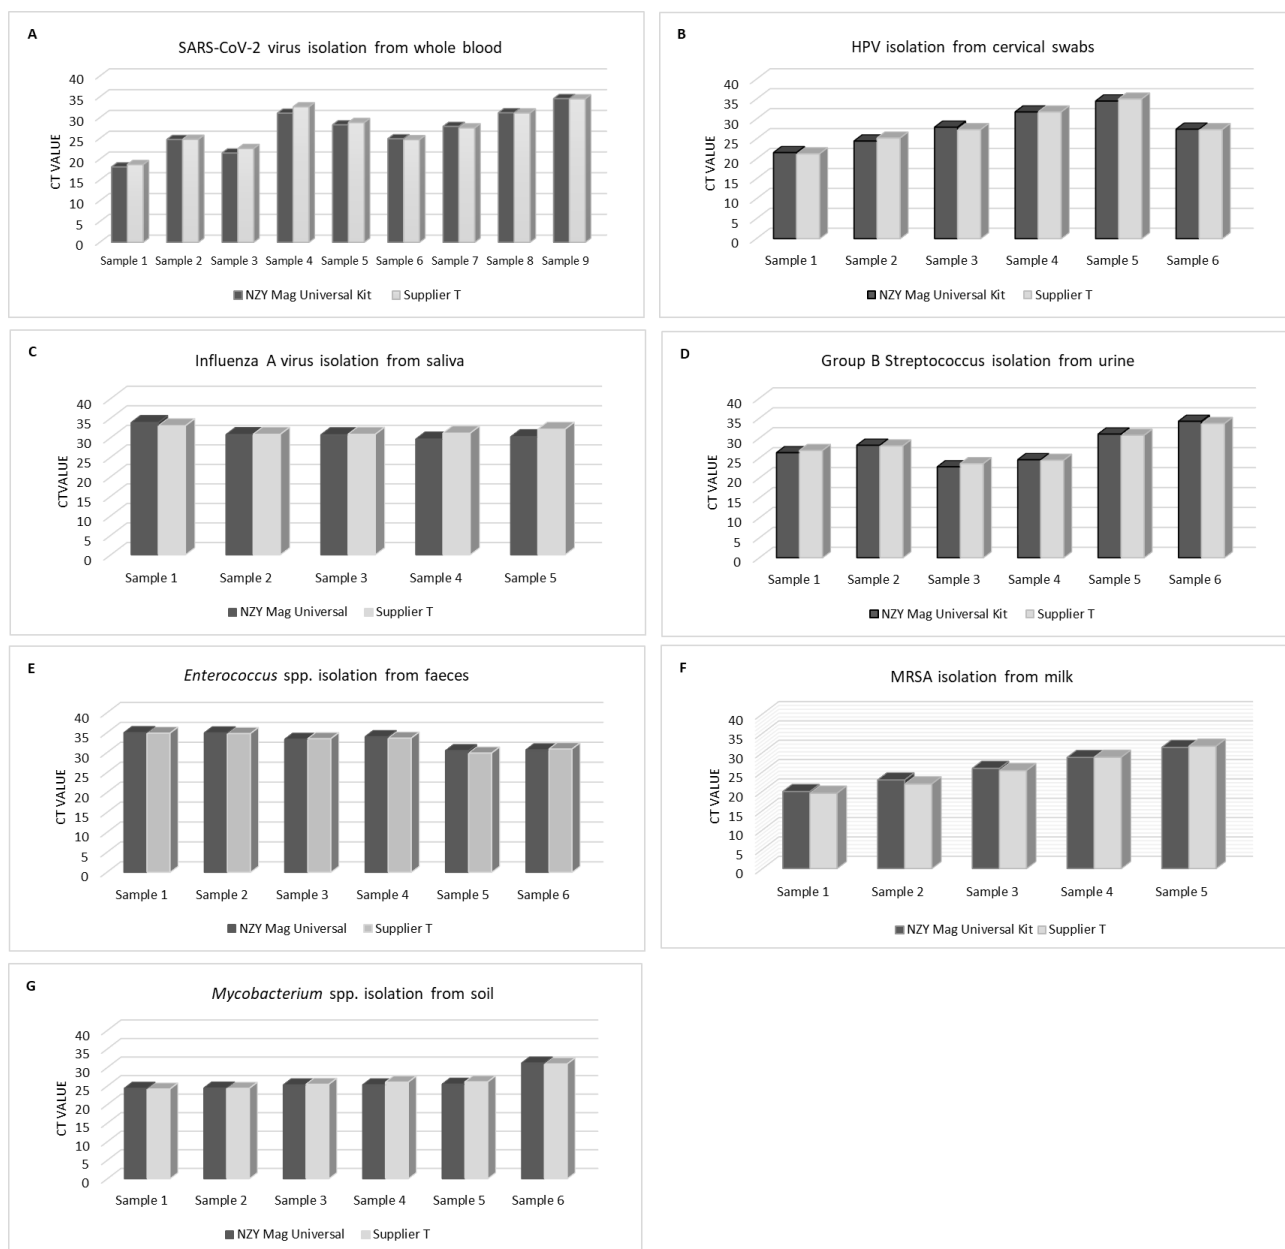 A
SARS-CoV-2 virus isolation from whole blood
CT VALUE
40
35
30
25
20
15
10
5
0
Sample 1 Sample 2 Sample 3 Sample 4 Sample 5 Sample 6 Sample 7 Sample 8 Sample 9
NZY Mag Universal Kit Supplier T
B
HPV isolation from cervical swabs
CT VALUE
40
35
30
25
20
15
10
5
0
Sample 1 Sample 2 Sample 3 Sample 4 Sample 5 Sample 6
NZY Mag Universal Kit Supplier T
C
Influenza A virus isolation from saliva
CTVALUE
40
35
30
25
20
15
10
5
0
Sample 1 Sample 2 Sample 3 Sample 4 Sample 5
NZY Mag Universal Supplier T
D
Group B Streptococcus isolation from urine
CT VALUE
40
35
30
25
20
15
10
5
0
Sample 1 Sample 2 Sample 3 Sample 4 Sample 5 Sample 6
NZY Mag Universal Kit Supplier T
E
Enterococcus spp. isolation from faeces
CT VALUE
40
35
30
25
20
15
10
5
0
Sample 1 Sample 2 Sample 3 Sample 4 Sample 5 Sample 6
NZY Mag Universal Supplier T
F
MRSA isolation from milk
CT VALUE
40
35
30
25
20
15
10
5
0
Sample 1 Sample 2 Sample 3 Sample 4 Sample 5
NZY Mag Universal Kit Supplier T
G
Mycobacterium spp. isolation from soil
CT VALUE
40
35
30
25
20
15
10
5
0
Sample 1 Sample 2 Sample 3 Sample 4 Sample 5 Sample 6
NZY Mag Universal Supplier T